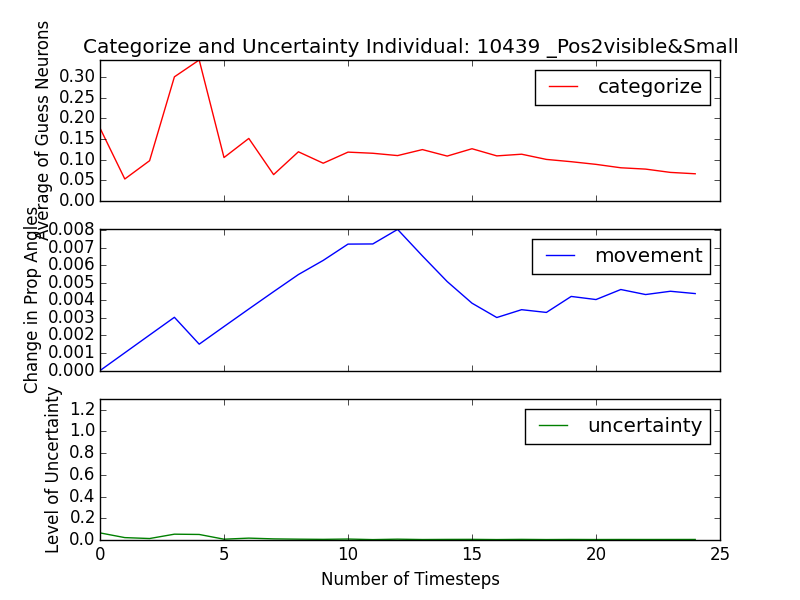 Categorize and Uncertainty Individual: 10439 _Pos2visible&Small
Average of Guess Neurons
0.30
0.25
0.20
0.15
0.10
0.05
0.00
categorize
Change in Prop Angles
0.008
0.007
0.006
0.005
0.004
0.003
0.002
0.001
0.000
movement
Level of Uncertainty
1.2
1.0
0.8
0.6
0.4
0.2
0.0
uncertainty
0 5 10 15 20 25
Number of Timesteps